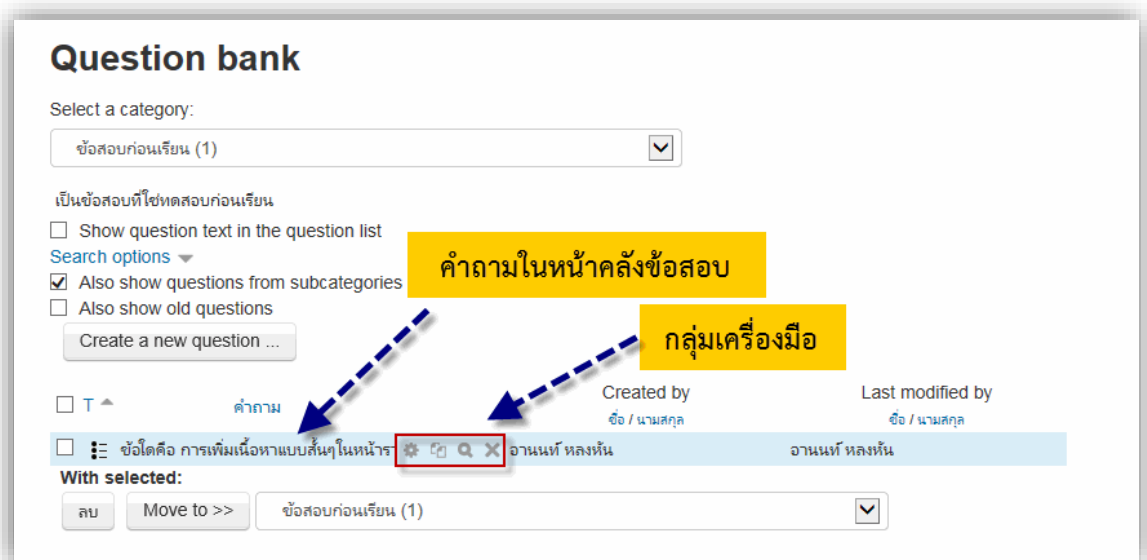 Question bank
Select a category:
ข้อสอบก่อนเรียน (1)
เป็นข้อสอบที่ใช่ทดสอบก่อนเรียน
Show question text in the question list
Search options
คำถามในหน้าคลังข้อสอบ
Also show questions from subcategories
Also show old questions
กลุ่มเครื่องมือ
Create a new question ...
T คำถาม Created by Last modified by
ชื่อ / นามสกุล ชื่อ / นามสกุล
ข้อใดคือ การเพิ่มเนื้อหาแบบสั้นๆในหน้ารา อานนท์ หลงหัน อานนท์ หลงหัน
With selected:
ลบ Move to >> ข้อสอบก่อนเรียน (1)